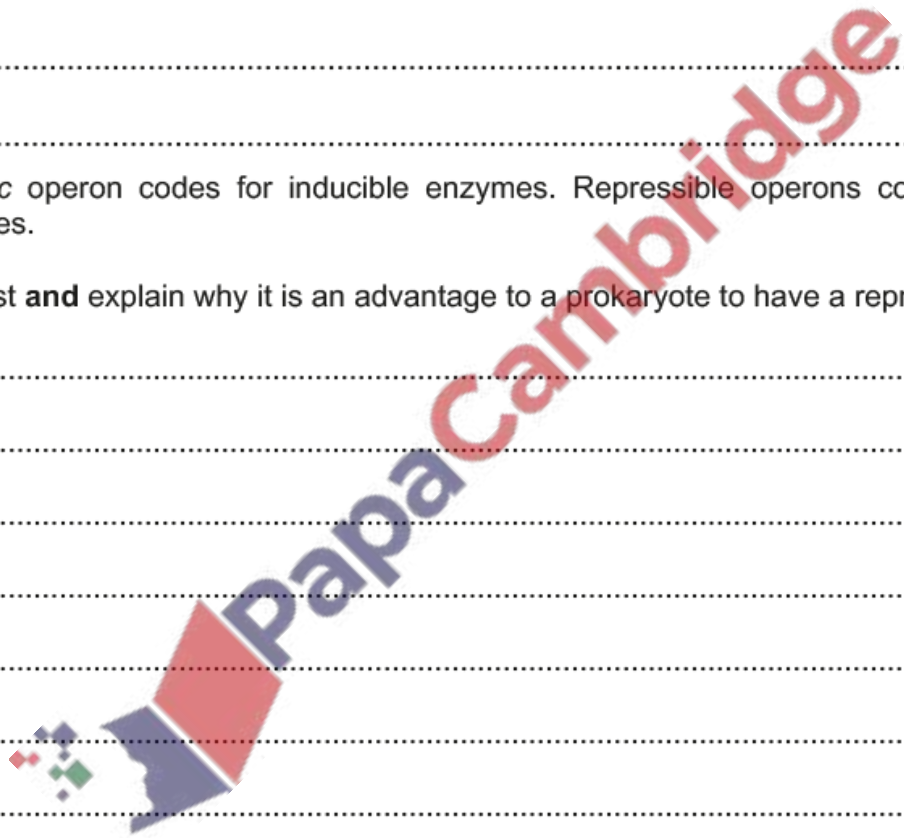 c operon codes for inducible enzymes. Repressible operons co
es.
st and explain why it is an advantage to a prokaryote to have a repr
PapaCambridge